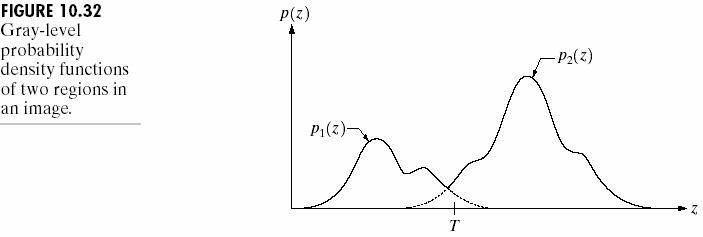 FIGURE 10.32
Gray-level
probability
density functions
of two regions in
an image.
p(z)
p₂(z)
p₁(z)
T
z